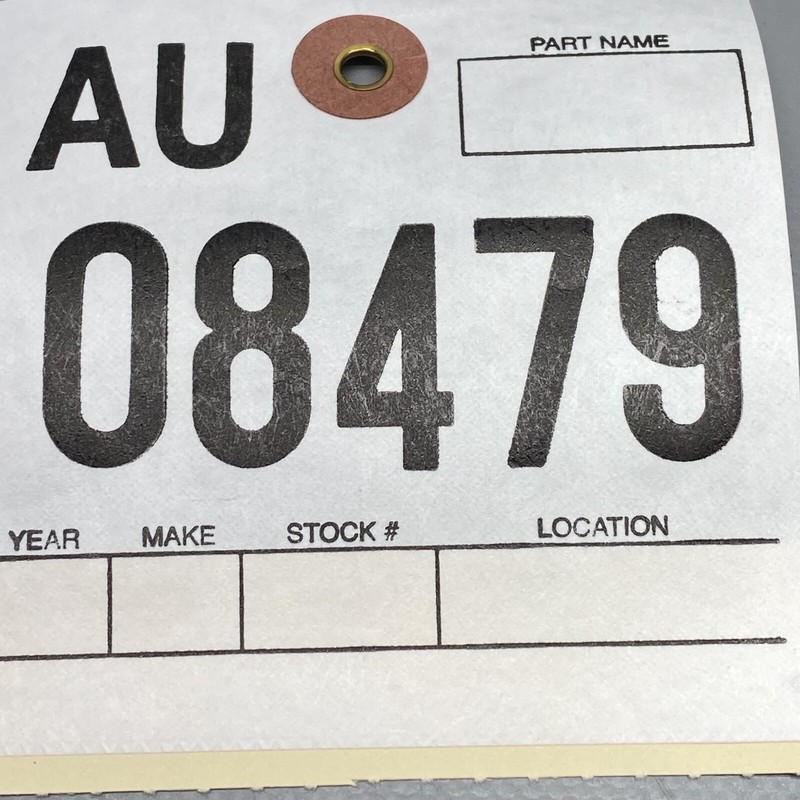 AU PART NAME
08479
YEAR MAKE STOCK # LOCATION